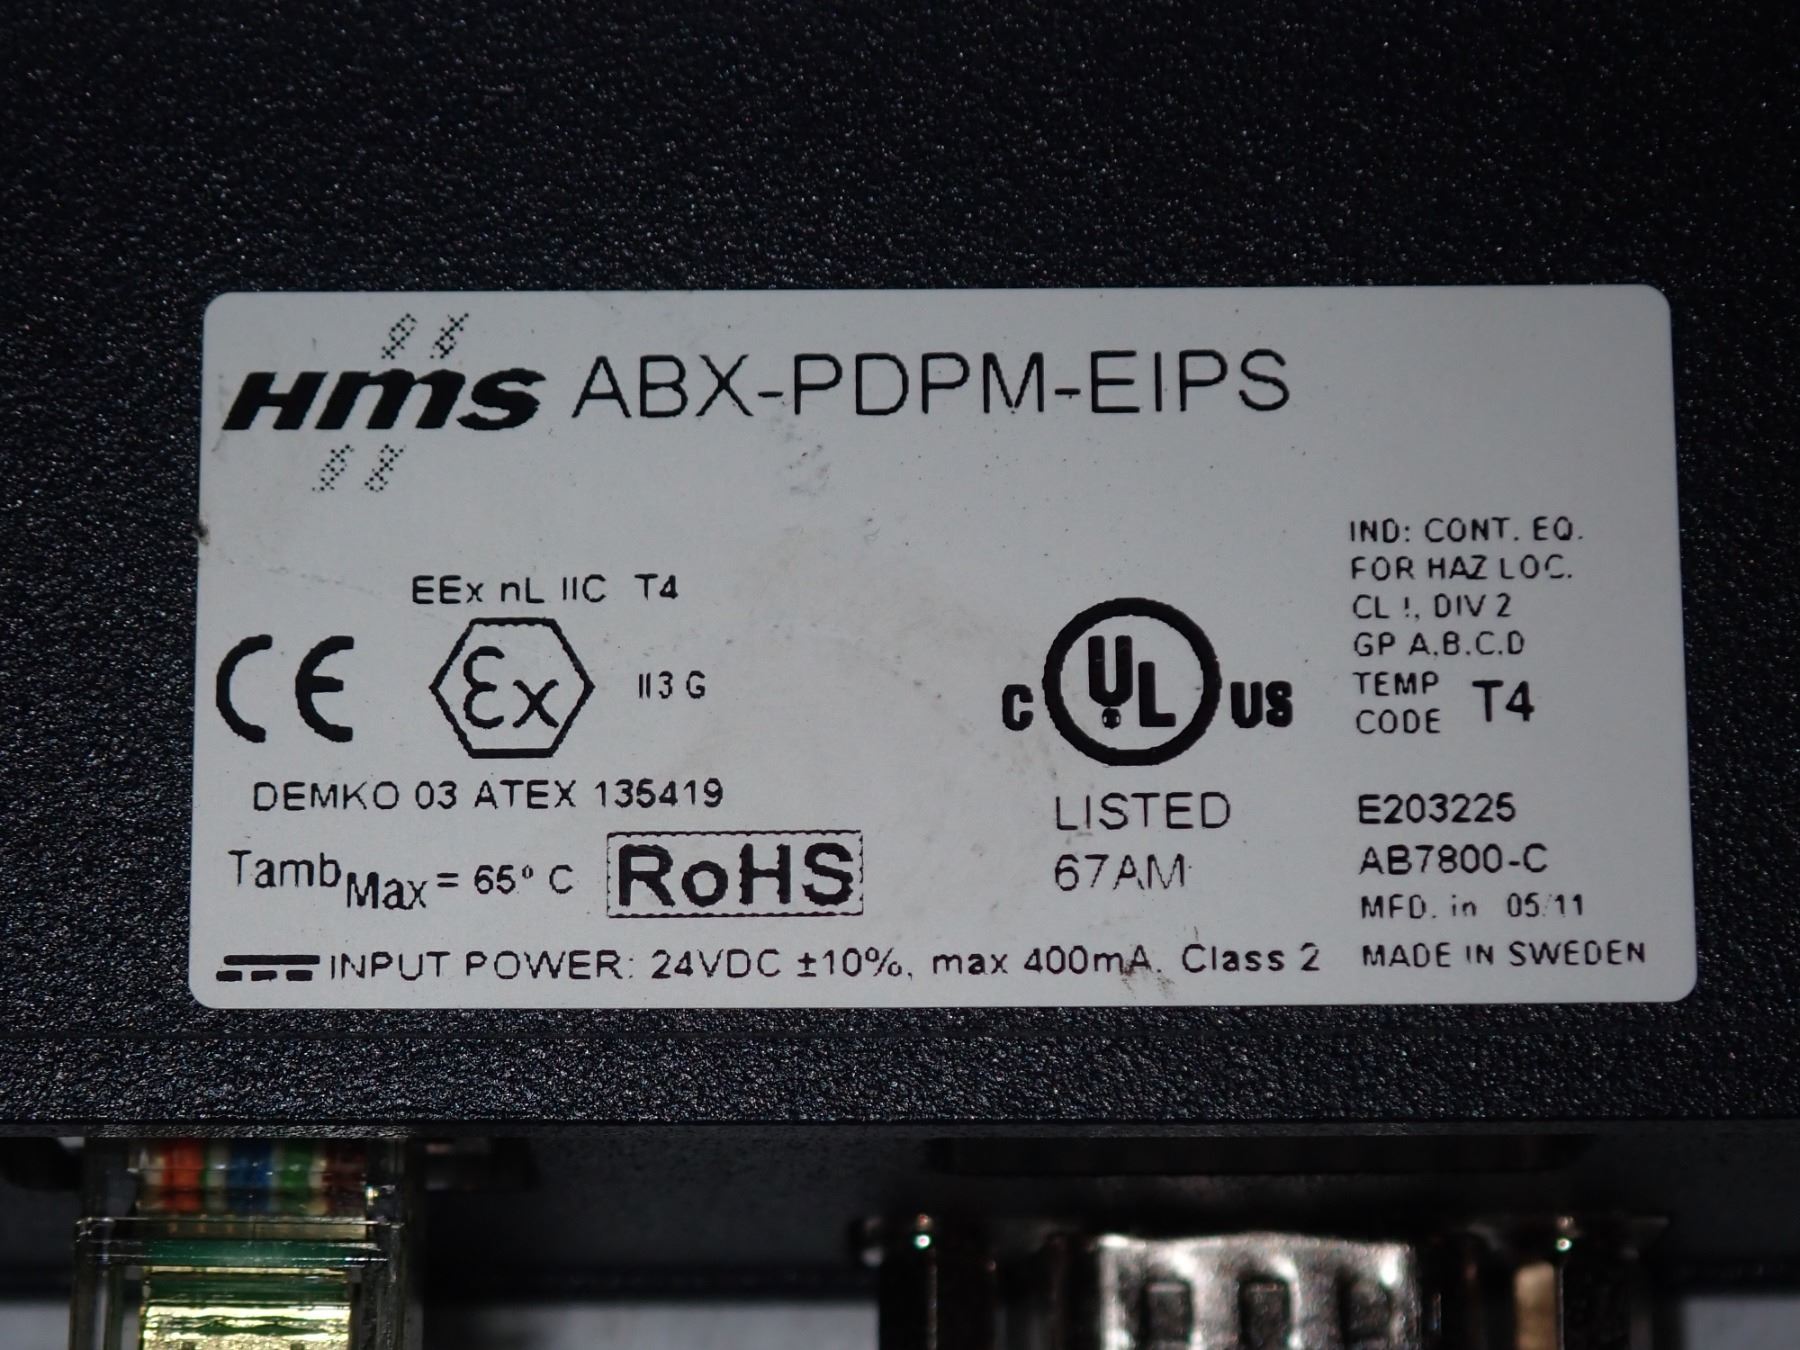 HMS ABX-PDPM-EIPS
EEx nL IIC T4
CE Ex II3 G
DEMKO 03 ATEX 135419
Tamb Max = 65° C RoHS
C UL US
LISTED
67AM
IND: CONT. EQ.
FOR HAZ LOC.
CL I, DIV 2
GP A,B,C,D
TEMP
CODE T4
E203225
AB7800-C
MFD. in 05/11
INPUT POWER: 24VDC ±10%, max 400mA. Class 2
MADE IN SWEDEN